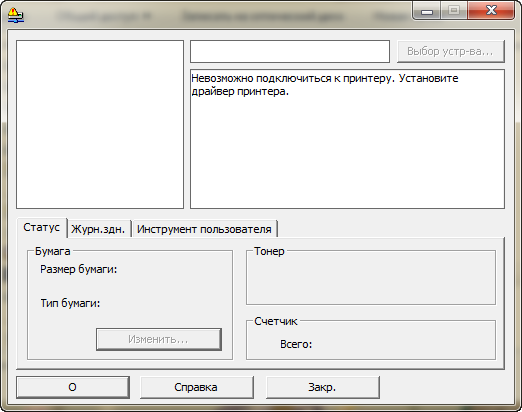 Выбор устр-ва...
Невозможно подключиться к принтеру. Установите
драйвер принтера.
Статус
Журн.здн.
Инструмент пользователя
Бумага
Тонер
Размер бумаги:
Тип бумаги:
Изменить...
Счетчик
Всего:
О
Справка
Закр.